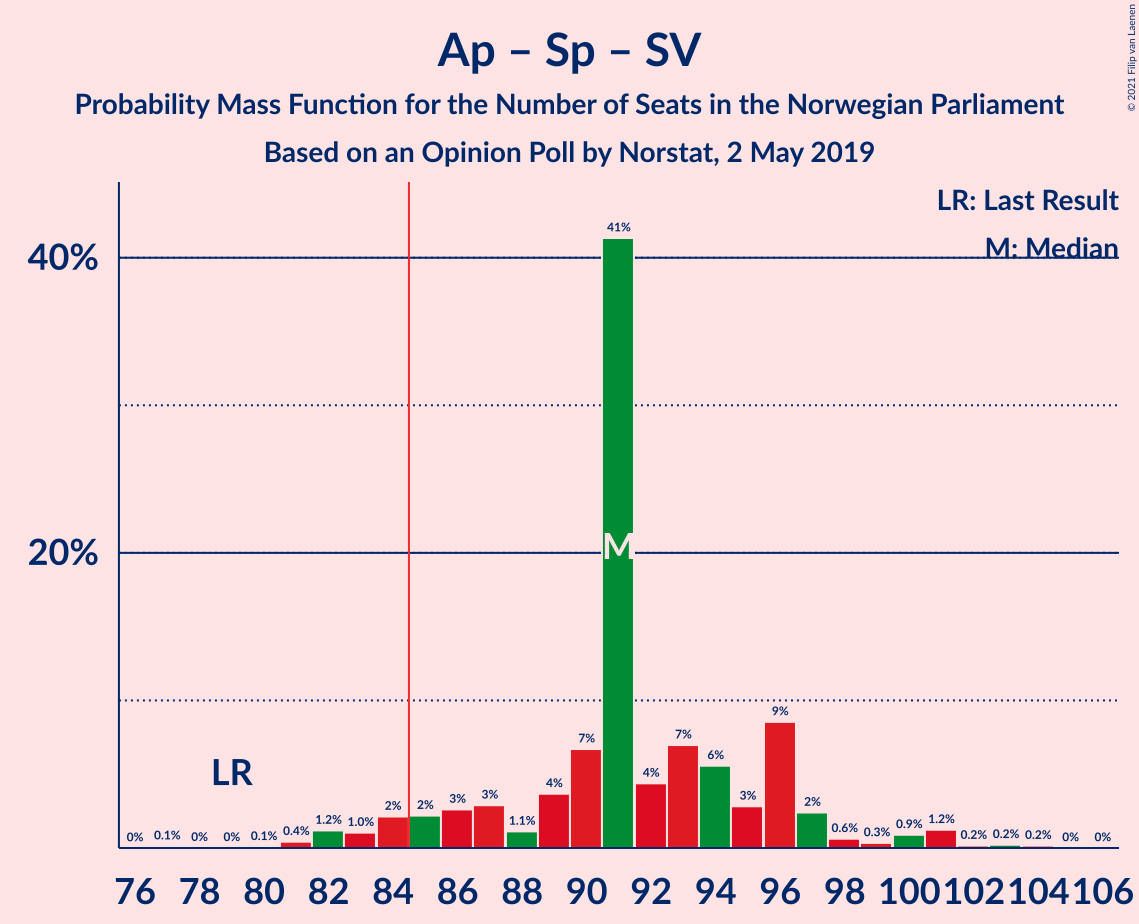 Ap – Sp – SV
Probability Mass Function for the Number of Seats in the Norwegian Parliament
Based on an Opinion Poll by Norstat, 2 May 2019
© 2021 Filip van Laenen
LR: Last Result
M: Median
40%
20%
41%
M
LR
0% 0.1% 0% 0% 0.1% 0.4% 1.2% 1.0% 2% 2% 3% 3% 1.1% 4% 7% 4% 7% 6% 3% 9% 2% 0.6% 0.3% 0.9% 1.2% 0.2% 0.2% 0.2% 0% 0%
76 78 80 82 84 86 88 90 92 94 96 98 100 102 104 106